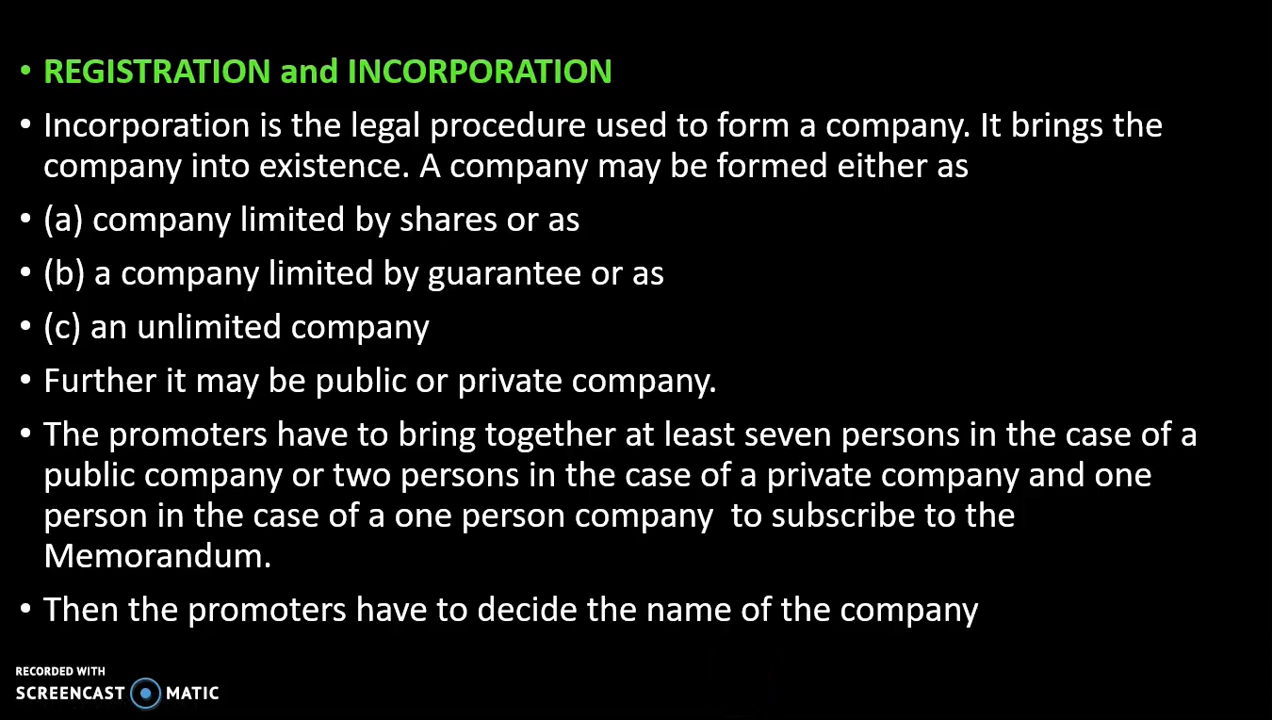 • REGISTRATION and INCORPORATION
• Incorporation is the legal procedure used to form a company. It brings the
company into existence. A company may be formed either as
• (a) company limited by shares or as
• (b) a company limited by guarantee or as
• (c) an unlimited company
• Further it may be public or private company.
• The promoters have to bring together at least seven persons in the case of a
public company or two persons in the case of a private company and one
person in the case of a one person company  to subscribe to the
Memorandum.
• Then the promoters have to decide the name of the company
RECORDED WITH
SCREENCAST MATIC